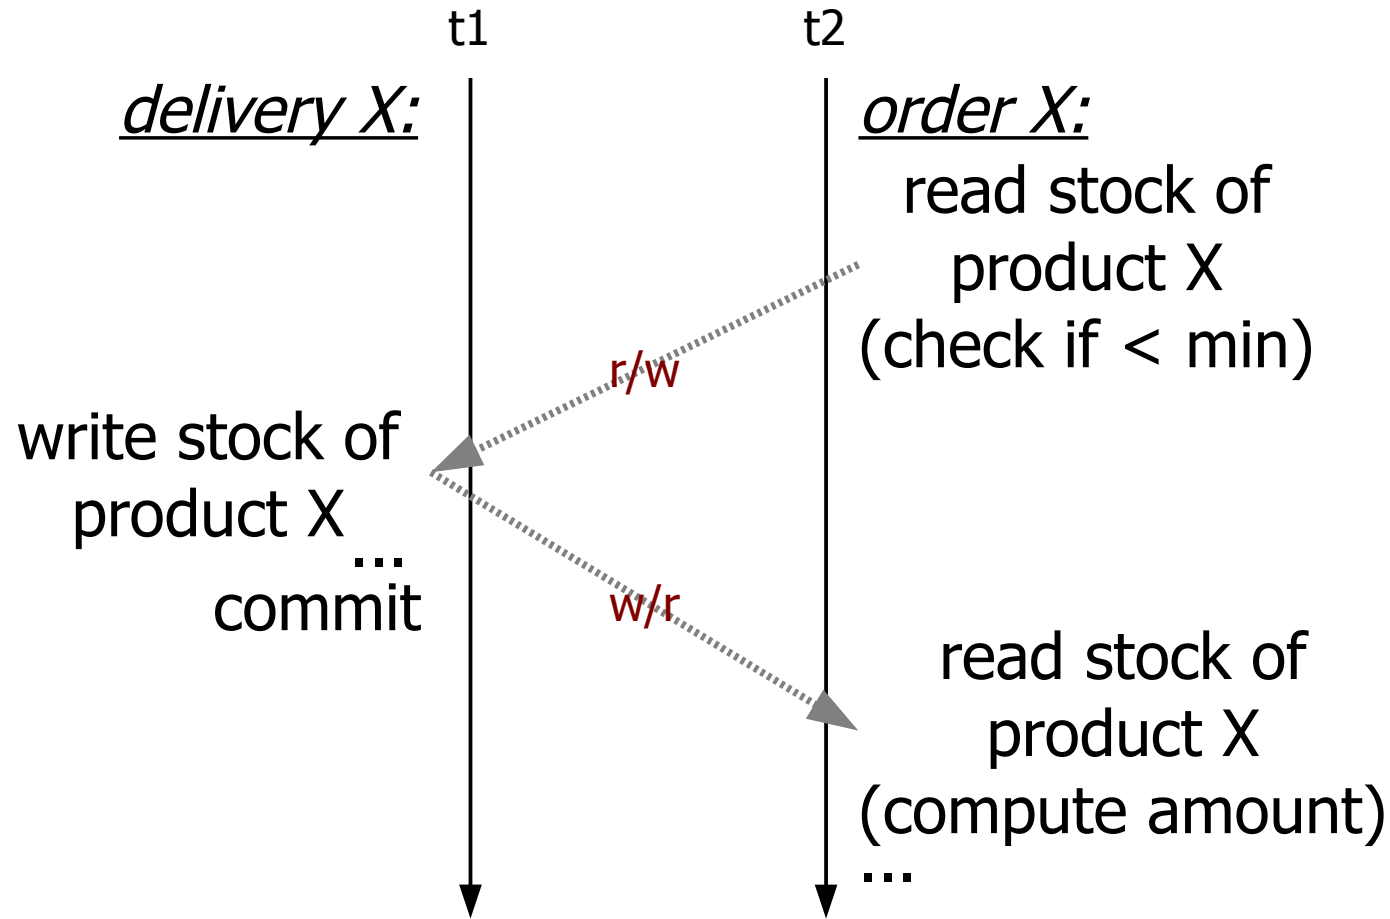 t1
t2
delivery X:
order X:
read stock of
product X
(check if < min)
r/w
write stock of
product X
...
commit
w/r
read stock of
product X
(compute amount)
...